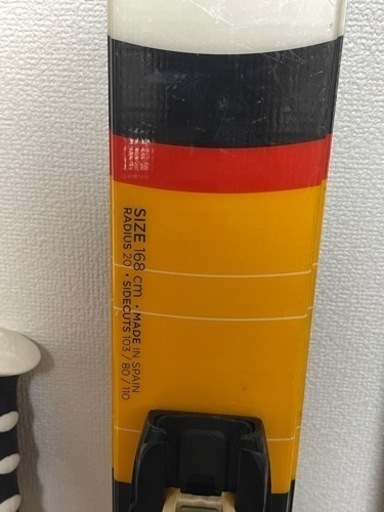 SIZE 168 cm • MADE IN SPAIN
RADIUS 20 • SIDECUTS 103 / 80 / 110